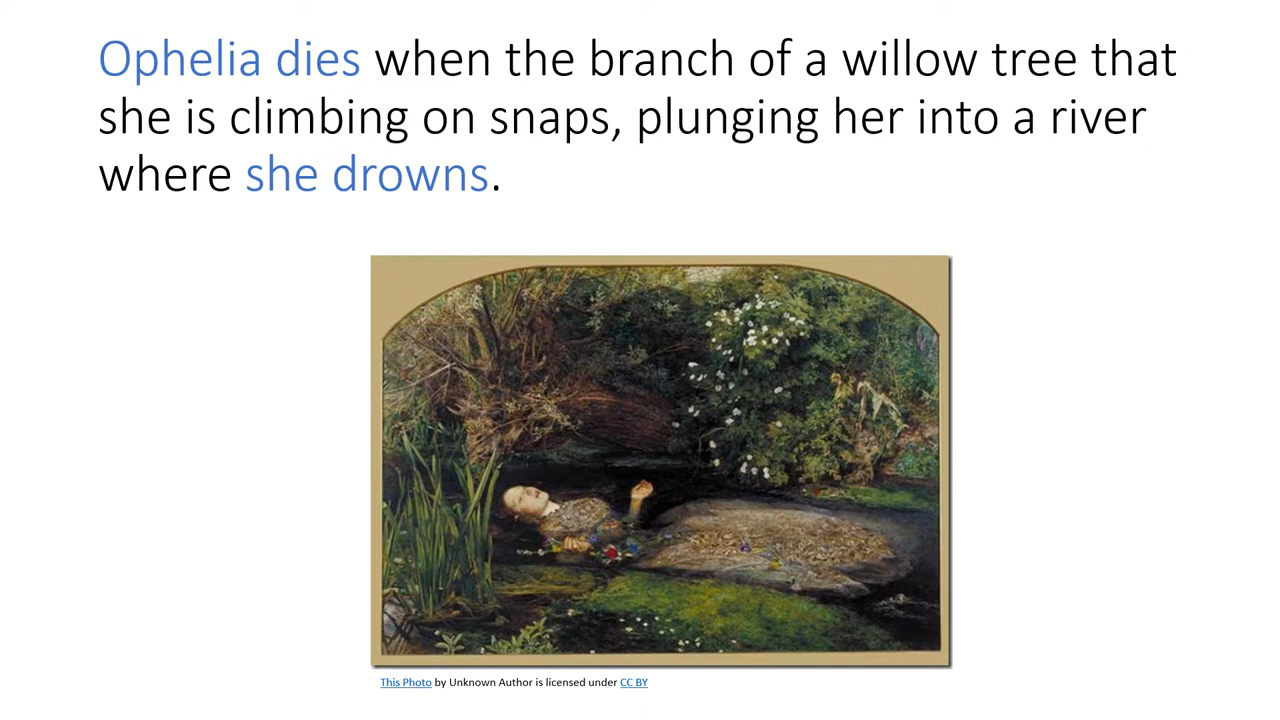 Ophelia dies when the branch of a willow tree that
she is climbing on snaps, plunging her into a river
where she drowns.
This Photo by Unknown Author is licensed under CC BY